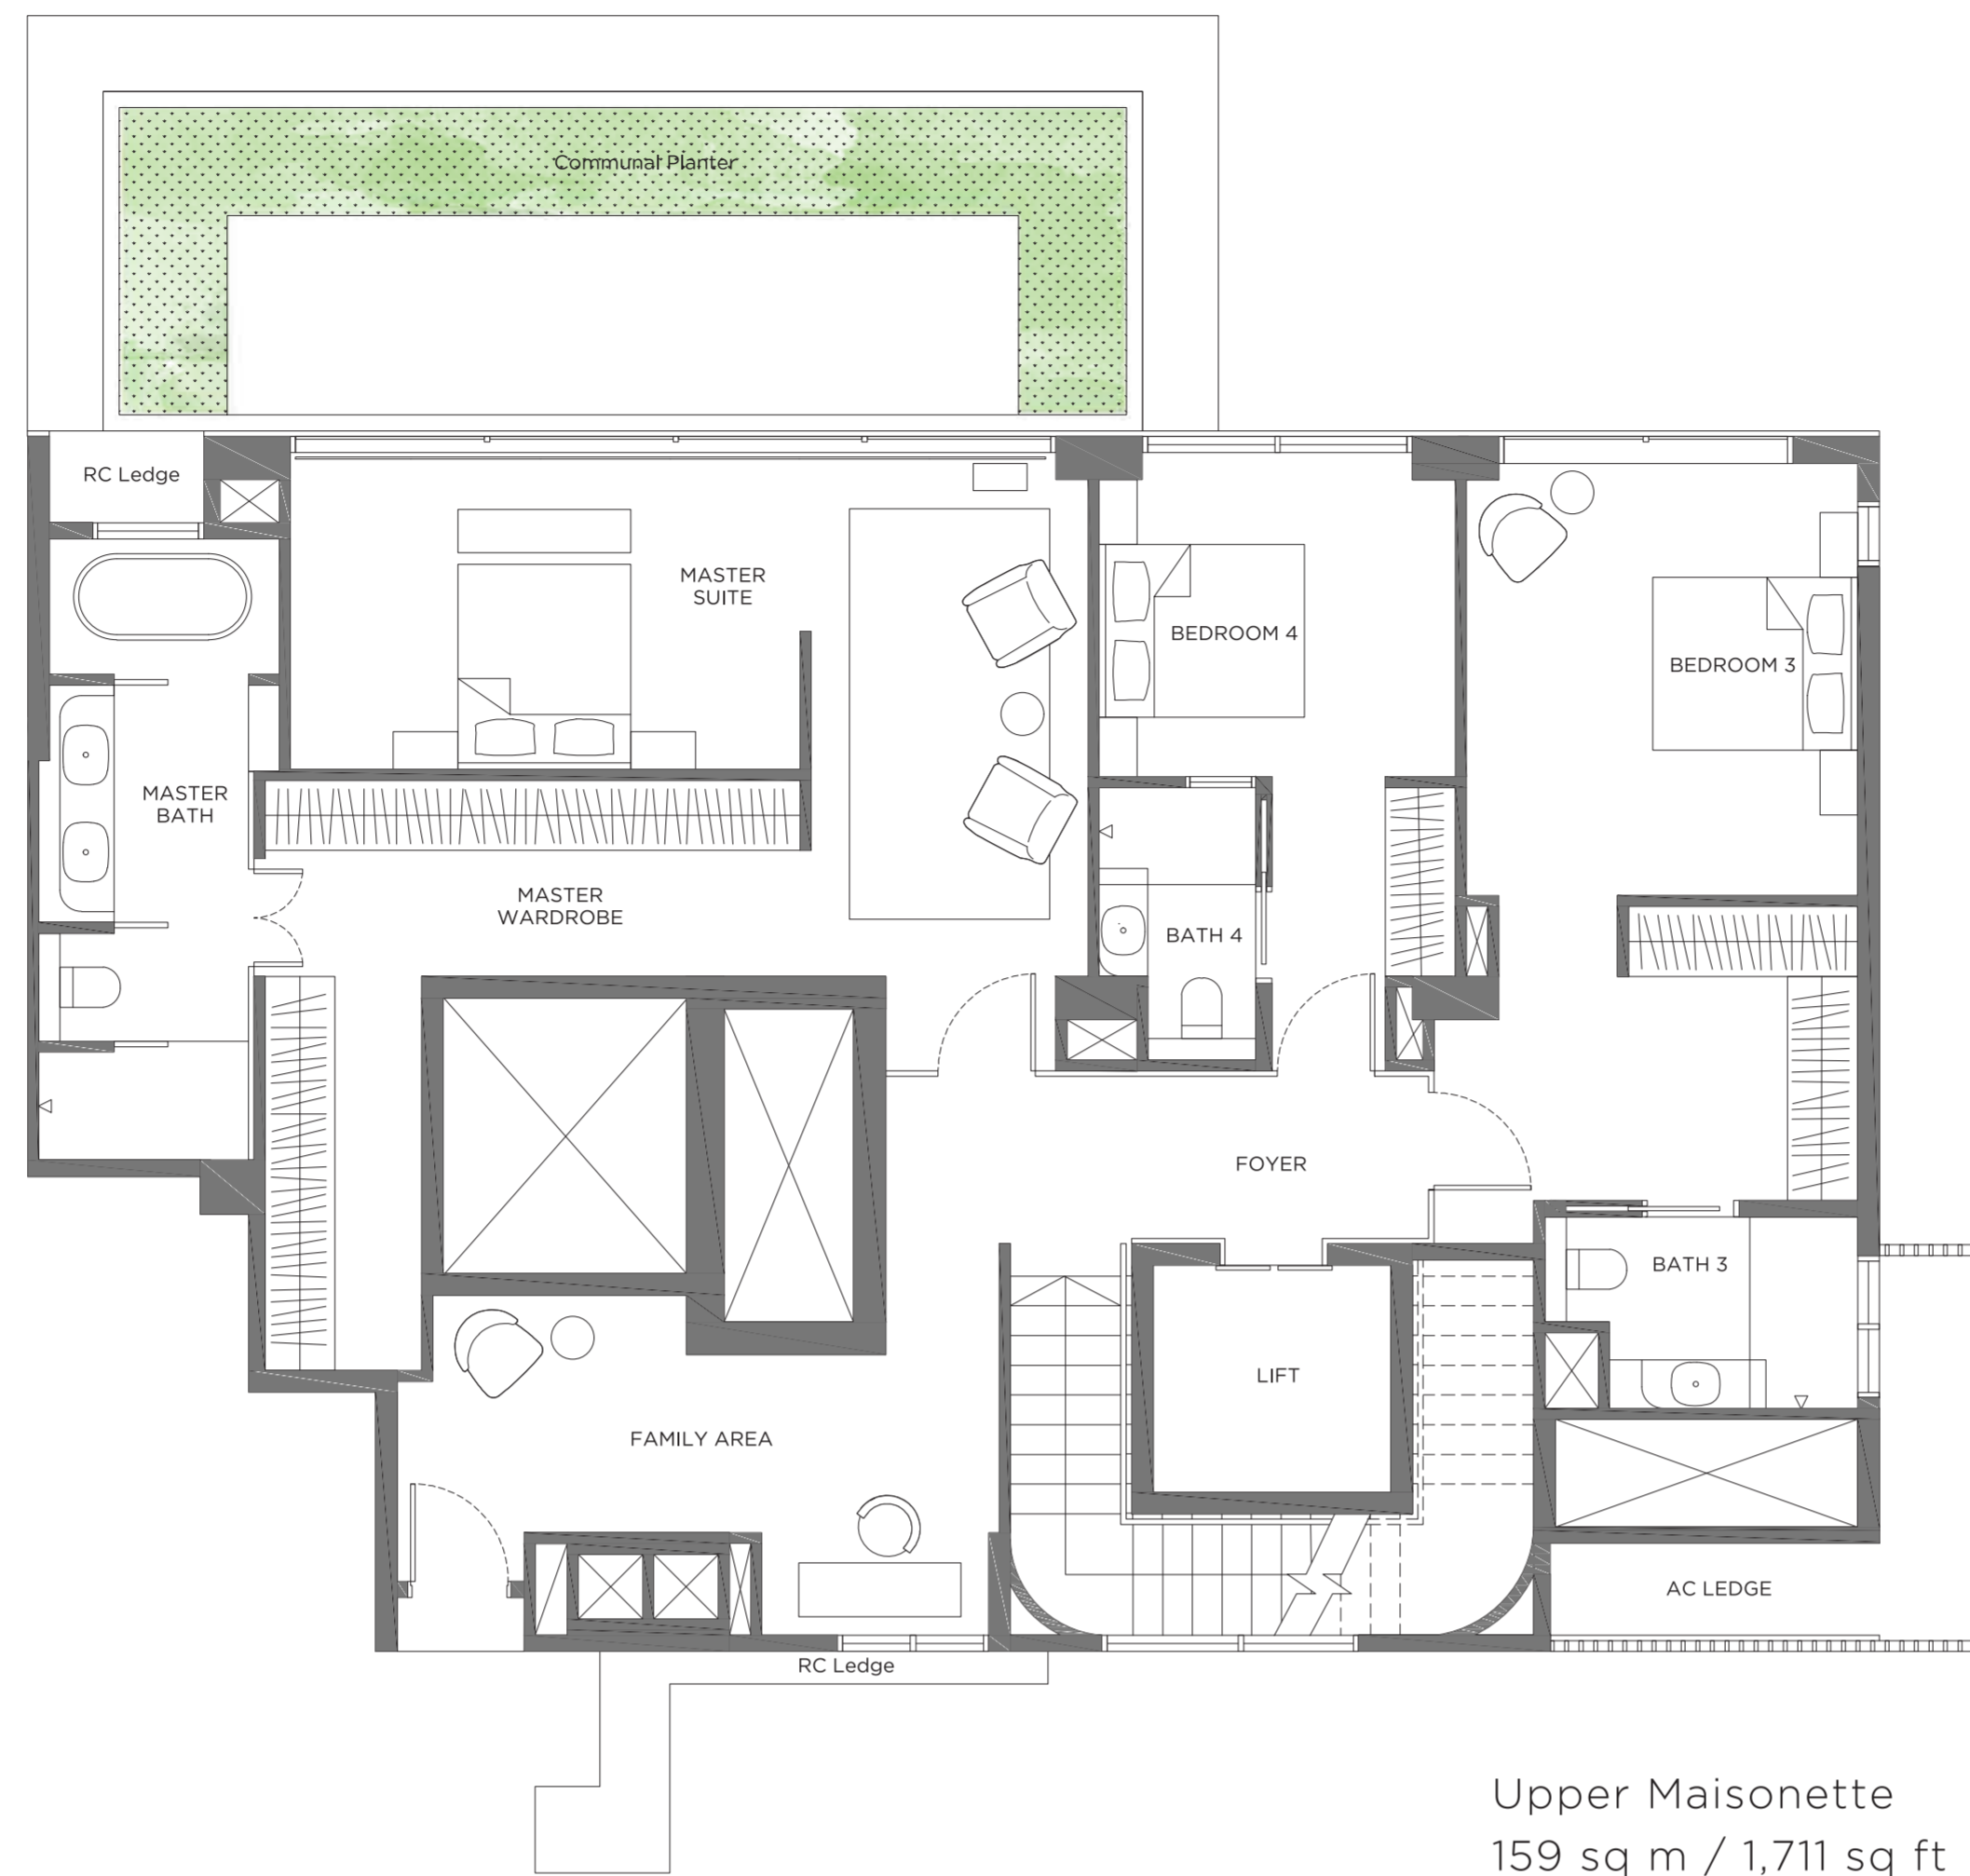 Communal Planter
RC Ledge
MASTER
SUITE
BEDROOM 4
BEDROOM 3
MASTER
BATH
MASTER
WARDROBE
BATH 4
FOYER
BATH 3
LIFT
FAMILY AREA
AC LEDGE
RC Ledge
Upper Maisonette
159 sq m / 1,711 sq ft